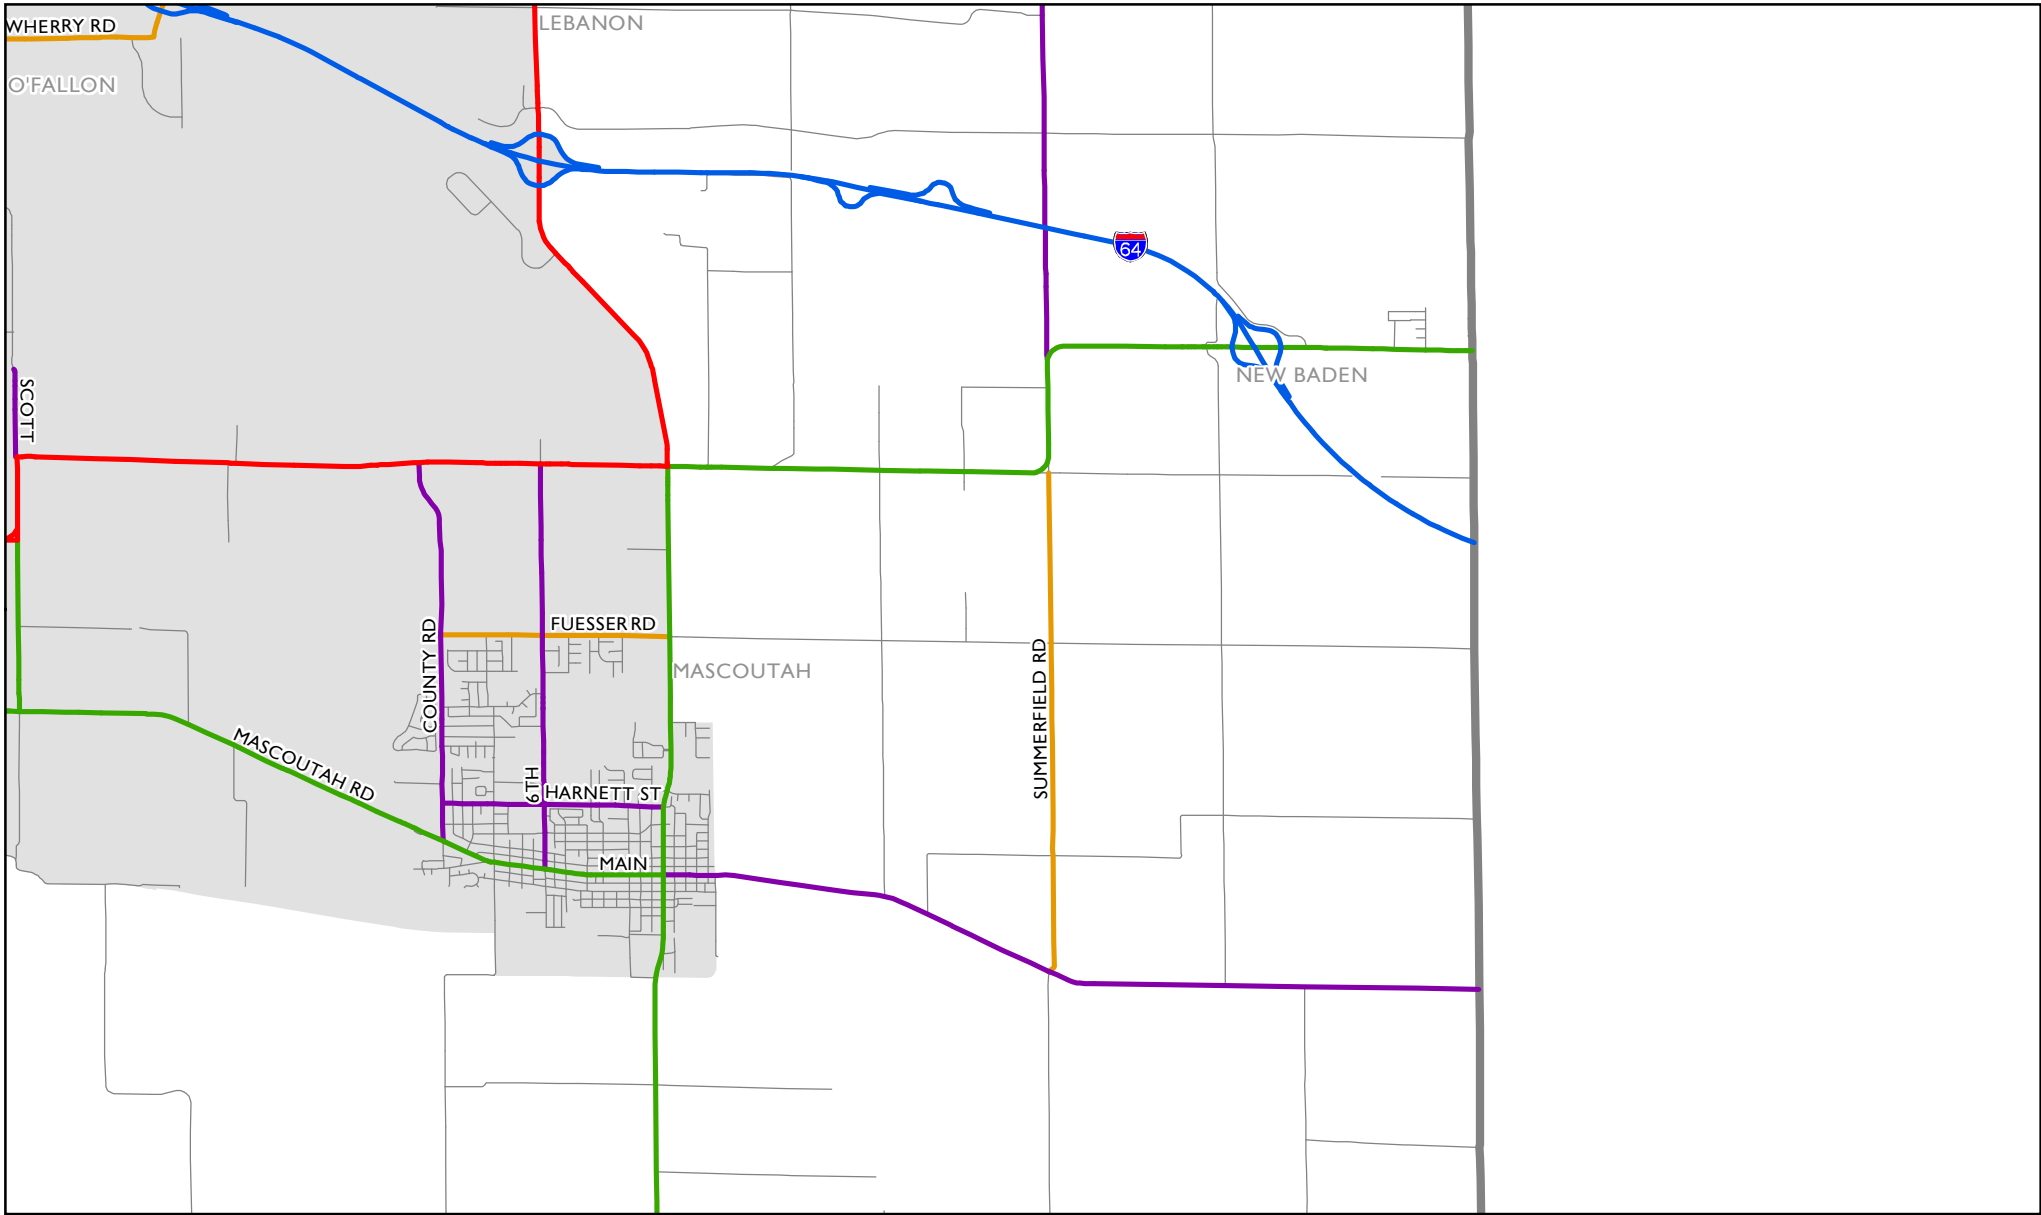 WHERRY RD
LEBANON
O'FALLON
64
NEW BADEN
SCOTT
FUESSER RD
COUNTY RD
MASCOUTAH
SUMMERFIELD RD
MASCOUTAH RD
6TH
HARNETT ST
MAIN